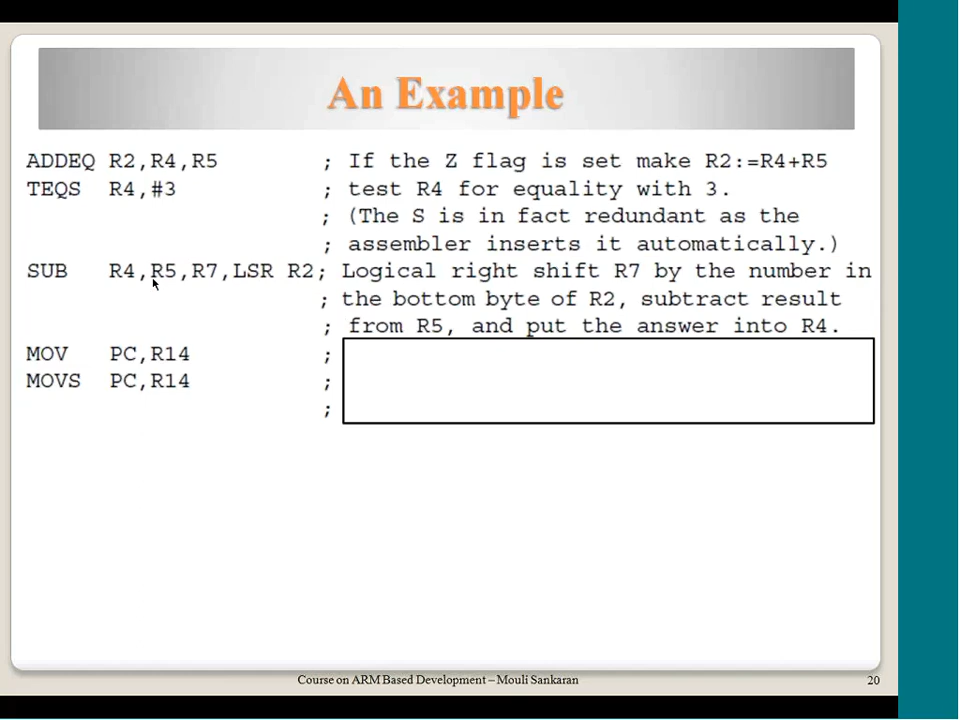 An Example
ADDEQ R2,R4,R5 ; If the Z flag is set make R2:=R4+R5
TEQS R4,#3 ; test R4 for equality with 3.
; (The S is in fact redundant as the
; assembler inserts it automatically.)
SUB R4,R5,R7,LSR R2; Logical right shift R7 by the number in
; the bottom byte of R2, subtract result
; from R5, and put the answer into R4.
MOV PC,R14 ;
MOVS PC,R14 ;
;
Course on ARM Based Development – Mouli Sankaran
20